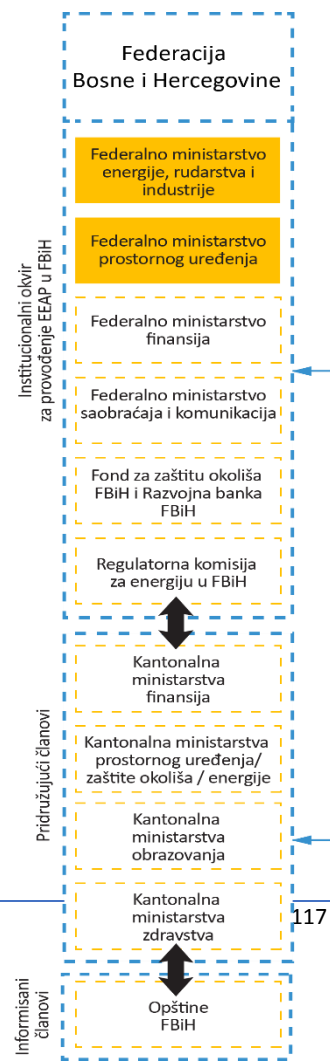 Federacija
Bosne i Hercegovine
Institucionalni okvir
za provođenje EEAP u FBiH
Federalno ministarstvo
energije, rudarstva i
industrije
Federalno ministarstvo
prostornog uređenja
Federalno ministarstvo
finansija
Federalno ministarstvo
saobraćaja i komunikacija
Fond za zaštitu okoliša
FBiH i Razvojna banka
FBiH
Regulatorna komisija
za energiju u FBiH
Pridružujući članovi
Kantonalna
ministarstva
finansija
Kantonalna ministarstva
prostornog uređenja/
zaštite okoliša / energije
Kantonalna
ministarstva
obrazovanja
Kantonalna
ministarstva
zdravstva
117
Informisani
članovi
Opštine
FBiH